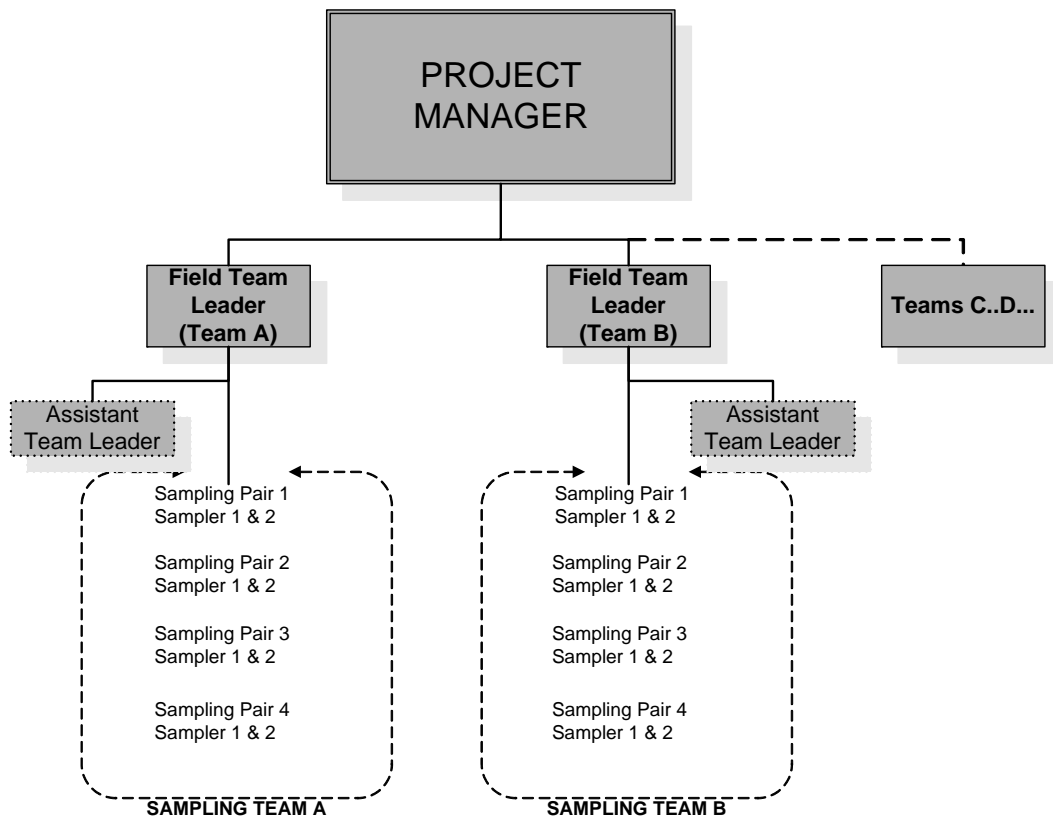 PROJECT
MANAGER
Field Team
Leader
(Team A)
Field Team
Leader
(Team B)
Teams C..D...
Assistant
Team Leader
Assistant
Team Leader
Sampling Pair 1
Sampler 1 & 2
Sampling Pair 2
Sampler 1 & 2
Sampling Pair 3
Sampler 1 & 2
Sampling Pair 4
Sampler 1 & 2
SAMPLING TEAM A
Sampling Pair 1
Sampler 1 & 2
Sampling Pair 2
Sampler 1 & 2
Sampling Pair 3
Sampler 1 & 2
Sampling Pair 4
Sampler 1 & 2
SAMPLING TEAM B